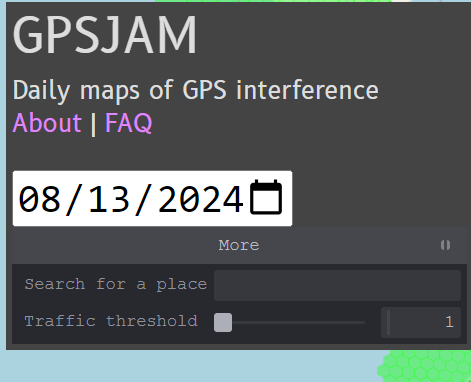 GPSJAM
Daily maps of GPS interference
About | FAQ
08/13/2024
More
Search for a place
Traffic threshold 1